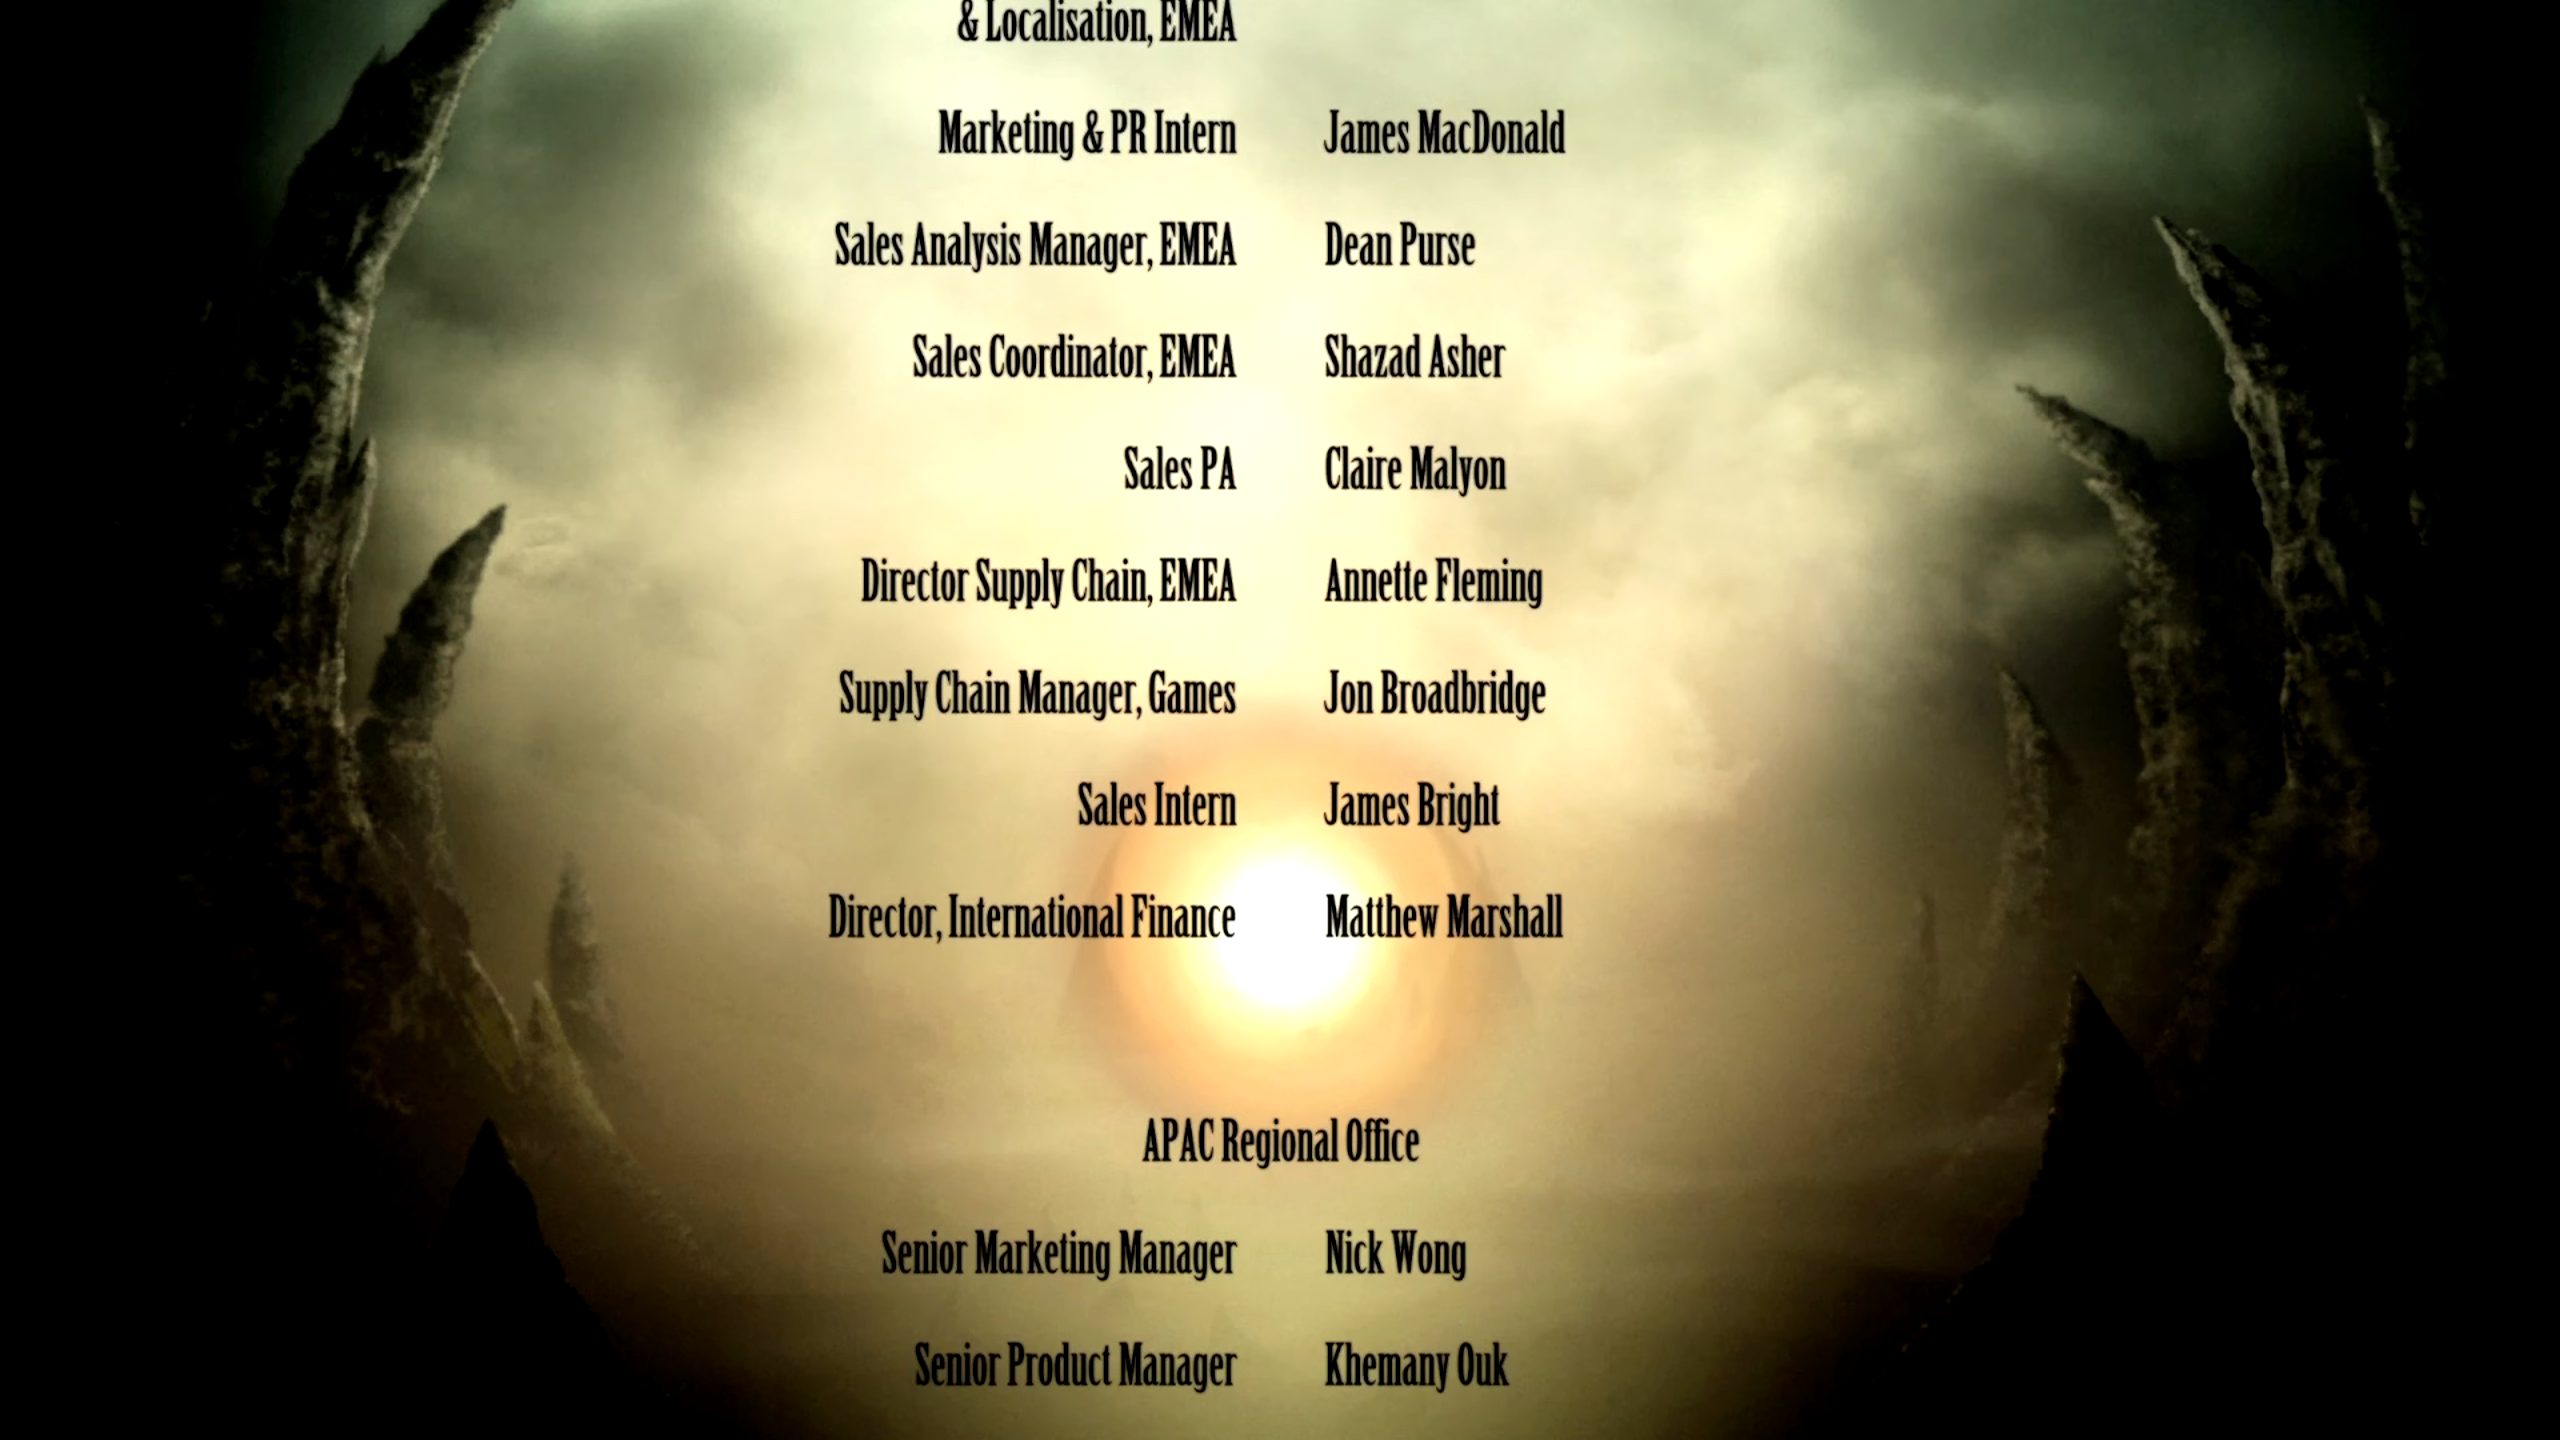 & Localisation, EMEA
Marketing & PR Intern James MacDonald
Sales Analysis Manager, EMEA Dean Purse
Sales Coordinator, EMEA Shazad Asher
Sales PA Claire Malyon
Director Supply Chain, EMEA Annette Fleming
Supply Chain Manager, Games Jon Broadbridge
Sales Intern James Bright
Director, International Finance Matthew Marshall
APAC Regional Office
Senior Marketing Manager Nick Wong
Senior Product Manager Khemany Ouk